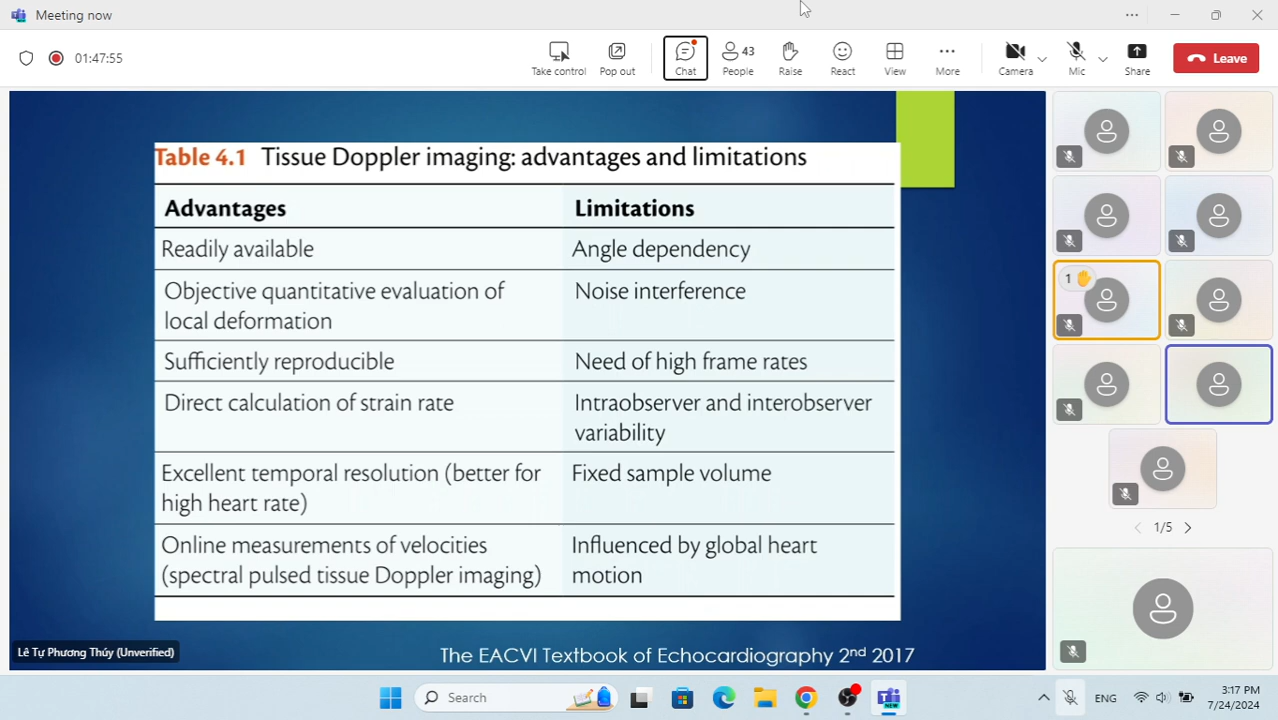 Meeting now
01:47:55
Take control
Pop out
Chat
43
People
Raise
React
View
More
Camera
Mic
Share
Leave
Table 4.1 Tissue Doppler imaging: advantages and limitations
Advantages
Limitations
Readily available
Angle dependency
Objective quantitative evaluation of
local deformation
Noise interference
Sufficiently reproducible
Need of high frame rates
Direct calculation of strain rate
Intraobserver and interobserver
variability
Excellent temporal resolution (better for
high heart rate)
Fixed sample volume
Online measurements of velocities
(spectral pulsed tissue Doppler imaging)
Influenced by global heart
motion
Lê Tự Phương Thúy (Unverified)
The EACVI Textbook of Echocardiography 2nd 2017
1
1/5
Search
NEW
ENG
3:17 PM
7/24/2024